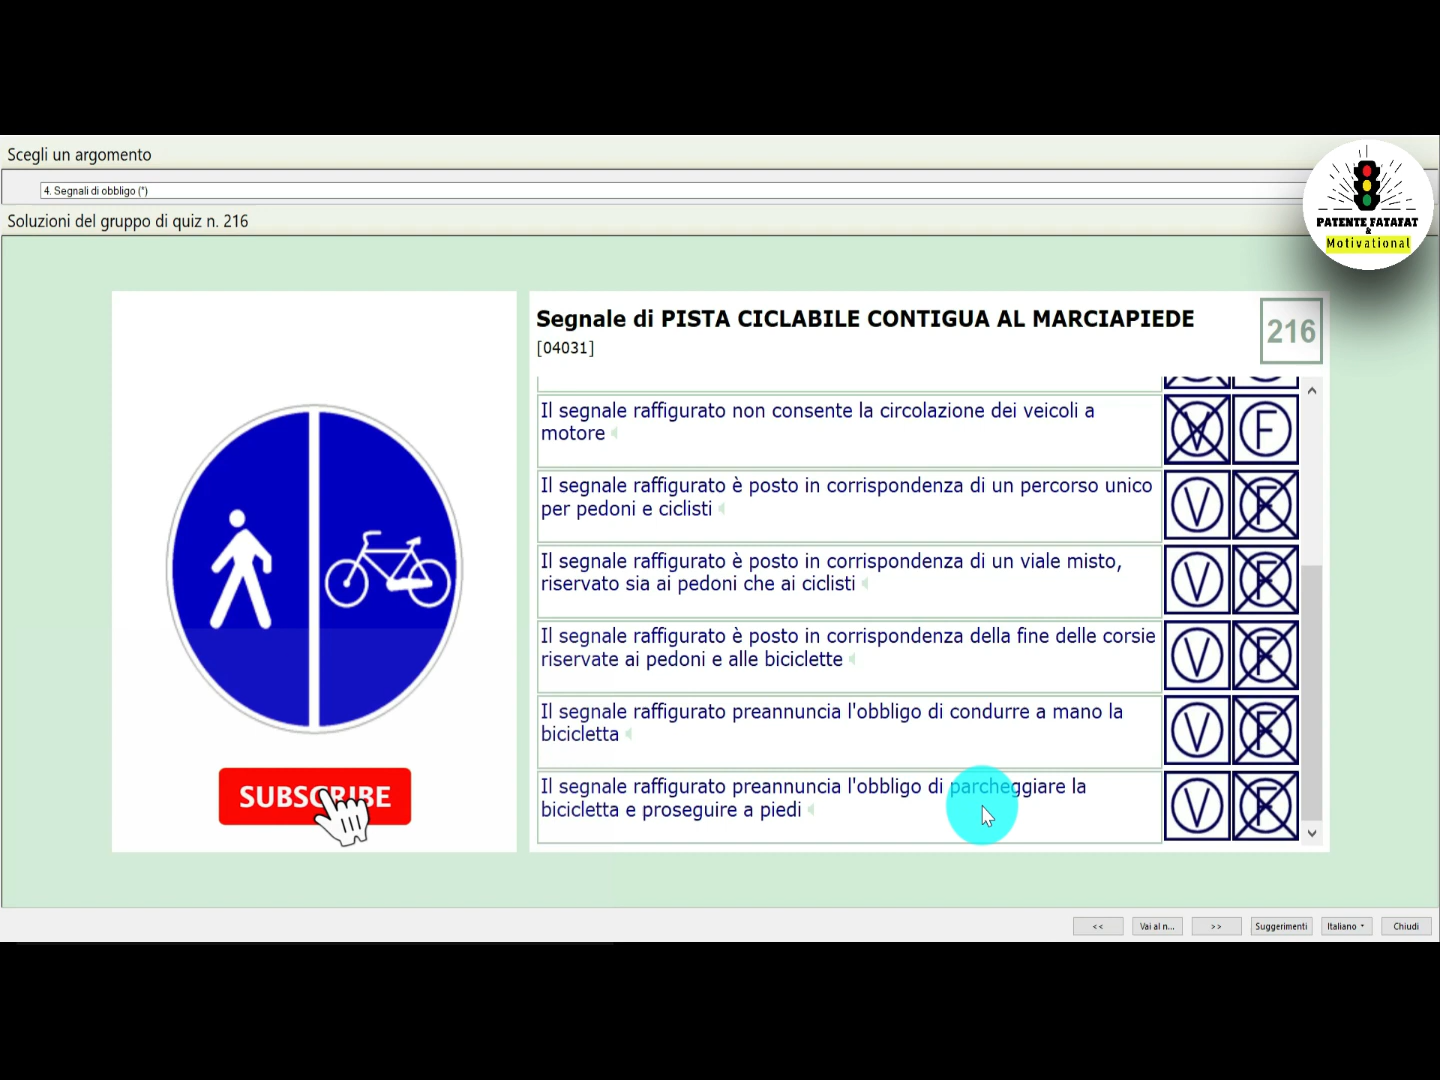 Scegli un argomento
4. Segnali di obbligo (*)
Soluzioni del gruppo di quiz n. 216
PATENTE FATAFAT
&
Motivational
Segnale di PISTA CICLABILE CONTIGUA AL MARCIAPIEDE
[04031]
216
Il segnale raffigurato non consente la circolazione dei veicoli a
motore
V F
Il segnale raffigurato è posto in corrispondenza di un percorso unico
per pedoni e ciclisti
V F
Il segnale raffigurato è posto in corrispondenza di un viale misto,
riservato sia ai pedoni che ai ciclisti
V F
Il segnale raffigurato è posto in corrispondenza della fine delle corsie
riservate ai pedoni e alle biciclette
V F
Il segnale raffigurato preannuncia l'obbligo di condurre a mano la
bicicletta
V F
Il segnale raffigurato preannuncia l'obbligo di parcheggiare la
bicicletta e proseguire a piedi
V F
SUBSCRIBE
<< Vai al n... >> Suggerimenti Italiano Chiudi